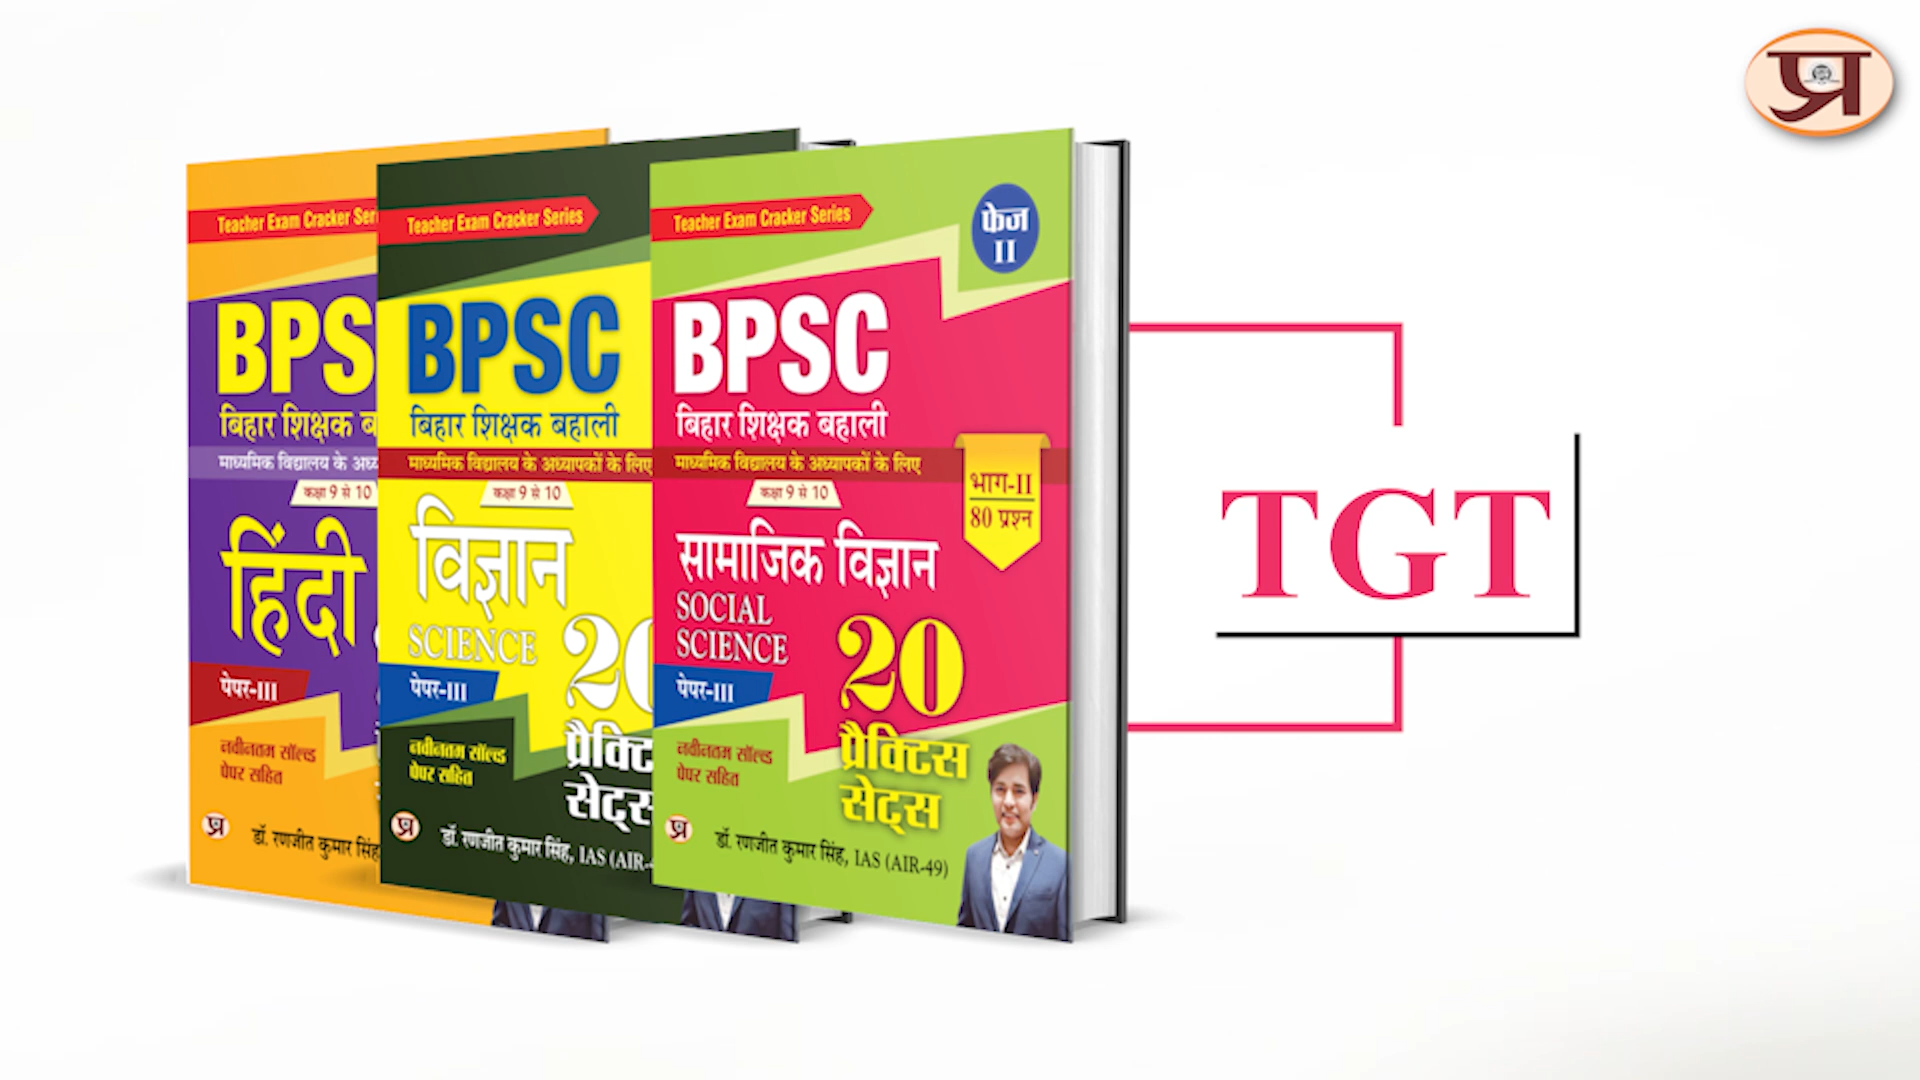 प्र
Teacher Exam Cracker
BPS
बिहार शिक्षक
माध्यमिक विद्यालय के
कक्षा 9 से 10
हिंदी
पेपर-III
नवीनतम सॉल्व्ड
पेपर सहित
प्र
डॉ. रणजीत कुमार सिंह
Teacher Exam Cracker Series
BPSC
बिहार शिक्षक बहाली
माध्यमिक विद्यालय के अध्यापकों के लिए
कक्षा 9 से 10
विज्ञान
SCIENCE
20
पेपर-III
नवीनतम सॉल्व्ड
पेपर सहित
सेट्स
प्र
डॉ. रणजीत कुमार सिंह, IAS (AIR-
Teacher Exam Cracker Series
फेज
II
BPSC
बिहार शिक्षक बहाली
माध्यमिक विद्यालय के अध्यापकों के लिए
भाग-II
80 प्रश्न
कक्षा 9 से 10
सामाजिक विज्ञान
SOCIAL
SCIENCE
20
पेपर-III
प्रैक्टिस
सेट्स
नवीनतम सॉल्व्ड
पेपर सहित
प्र
डॉ. रणजीत कुमार सिंह, IAS (AIR-49)
TGT